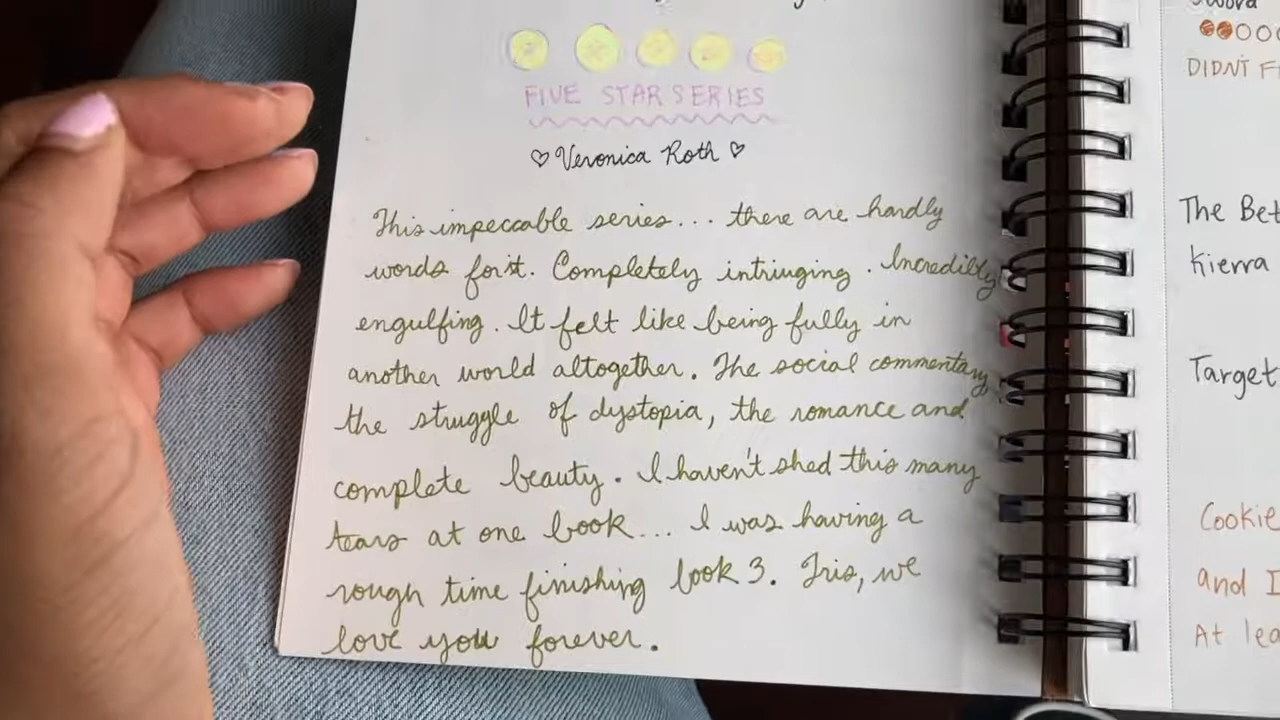 FIVE STAR SERIES
♡ Veronica Roth ♡
This impeccable series... there are hardly
words for it. Completely intringing. Incredibly
engulfing. It felt like being fully in
another world altogether. The social commentary
the struggle of dystopia, the romance and
complete beauty. I haven't shed this many
tears at one book... I was having a
rough time finishing book 3. Tris, we
love you forever.
DIDN'T
The
Kierra
Target
Cookie
and I
At